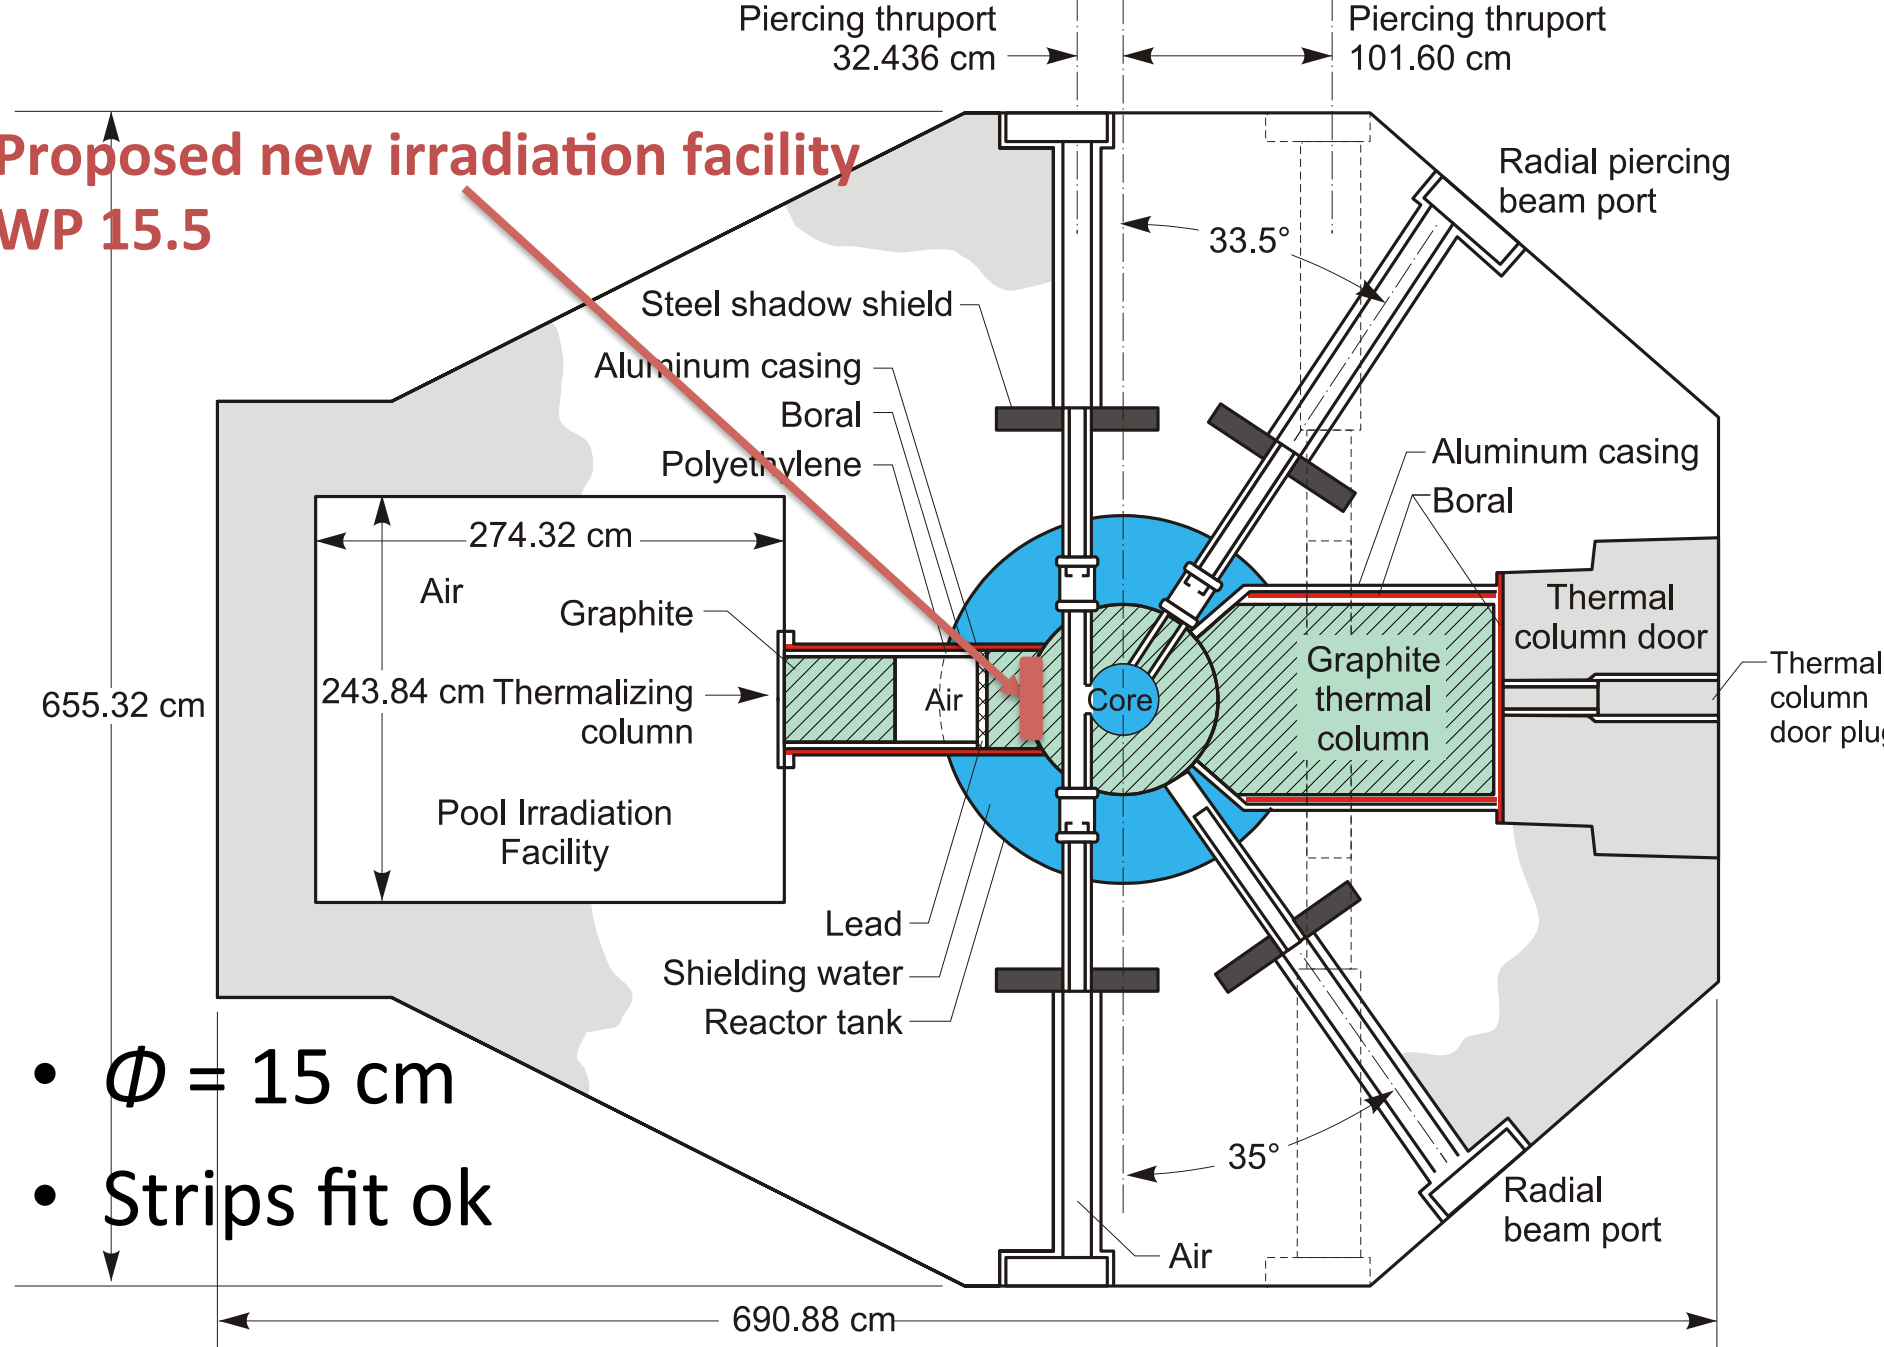 Piercing thruport
32.436 cm
Piercing thruport
101.60 cm
Proposed new irradiation facility
WP 15.5
Radial piercing
beam port
33.5°
Steel shadow shield
Aluminum casing
Boral
Polyethylene
Aluminum casing
Boral
274.32 cm
Air
Graphite
Thermal
column door
655.32 cm
243.84 cm
Thermalizing
column
Air
Core
Graphite
thermal
column
Thermal
column
door plug
Pool Irradiation
Facility
Lead
Shielding water
Reactor tank
• Φ = 15 cm
• Strips fit ok
35°
Radial
beam port
Air
690.88 cm